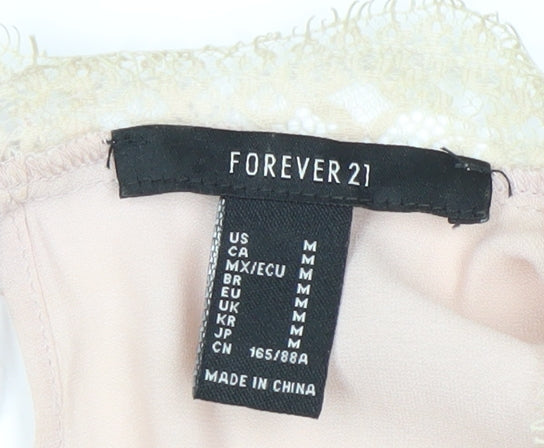 FOREVER 21
US M
CA M
MX/ECU M
BR M
EU M
UK M
KR M
JP M
CN 165/88A
MADE IN CHINA